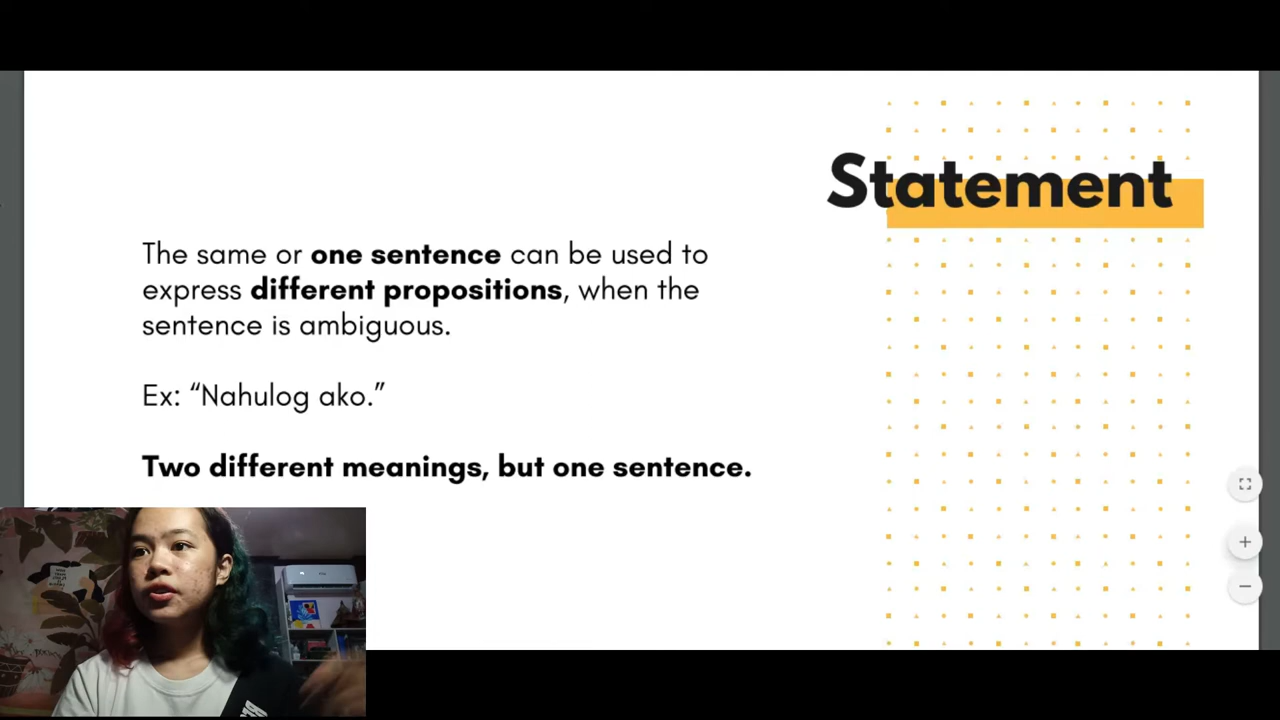 Statement
The same or one sentence can be used to
express different propositions, when the
sentence is ambiguous.
Ex: “Nahulog ako.”
Two different meanings, but one sentence.